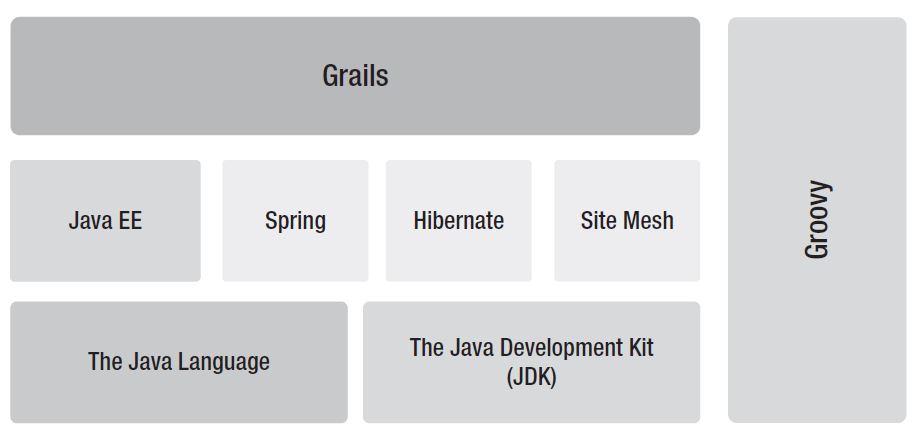 Grails
Java EE
Spring
Hibernate
Site Mesh
Groovy
The Java Language
The Java Development Kit
(JDK)